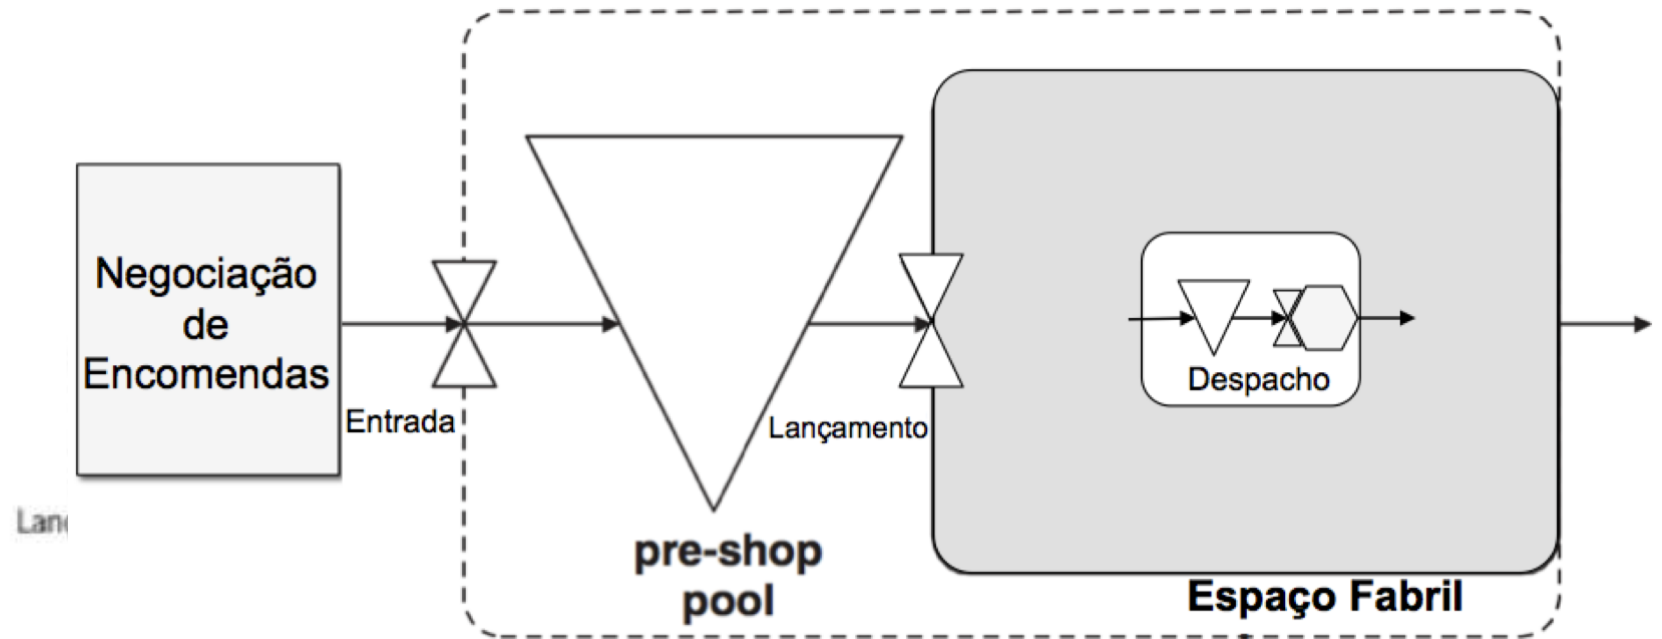 Negociação
de
Encomendas
Entrada
Lançamento
Despacho
pre-shop
pool
Espaço Fabril